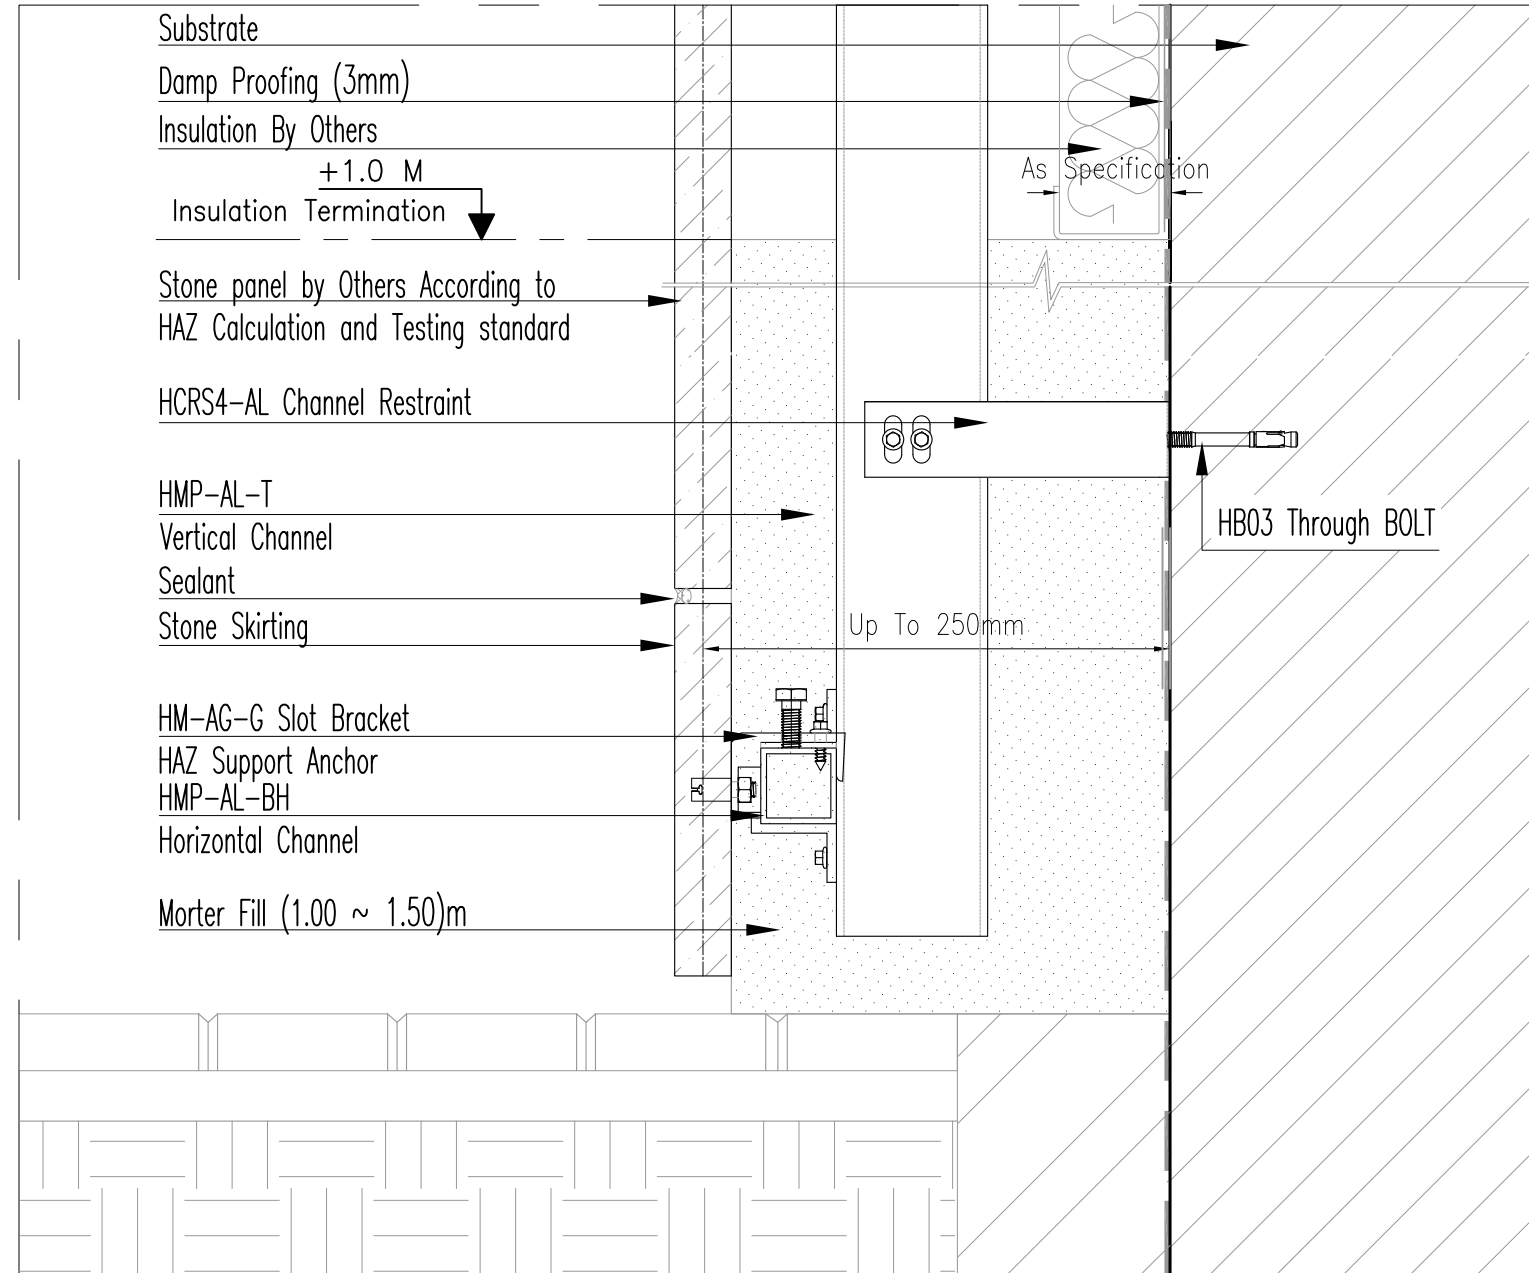 Substrate
Damp Proofing (3mm)
Insulation By Others
+1.0 M
As Specification
Insulation Termination
Stone panel by Others According to
HAZ Calculation and Testing standard
HCRS4-AL Channel Restraint
HMP-AL-T
HB03 Through BOLT
Vertical Channel
Sealant
Stone Skirting
Up To 250mm
HM-AG-G Slot Bracket
HAZ Support Anchor
HMP-AL-BH
Horizontal Channel
Morter Fill (1.00 ~ 1.50)m